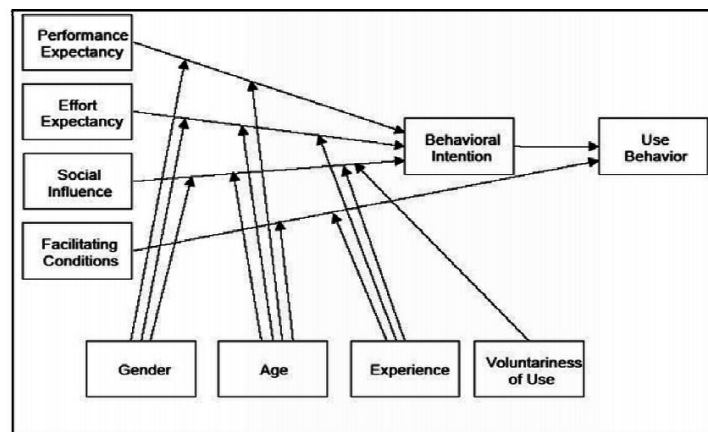 Performance
Expectancy
Effort
Expectancy
Social
Influence
Facilitating
Conditions
Behavioral
Intention
Use
Behavior
Gender
Age
Experience
Voluntariness
of Use